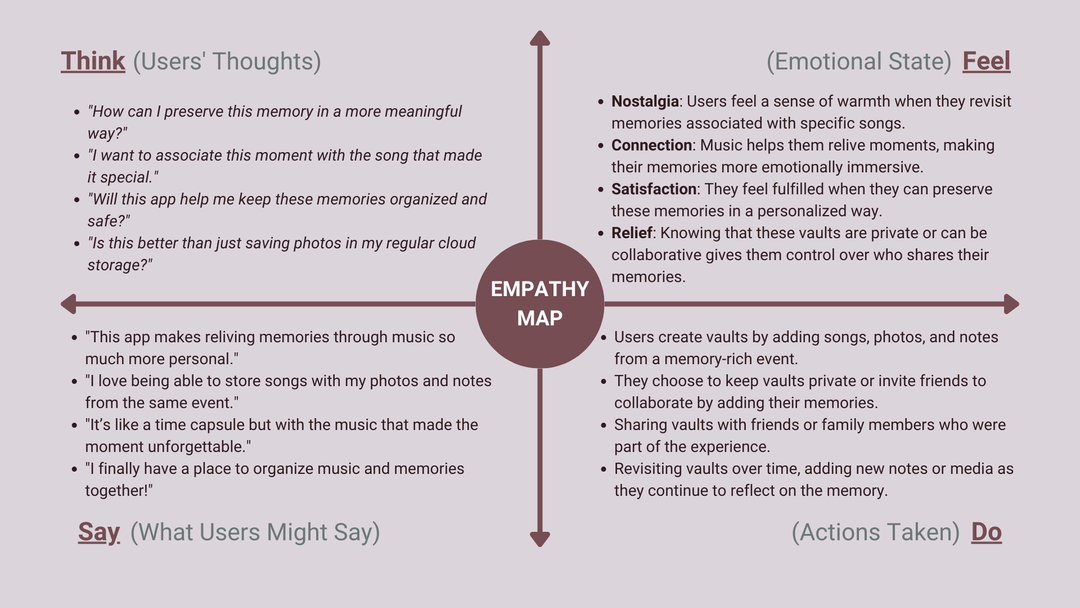 Think (Users' Thoughts)
• "How can I preserve this memory in a more meaningful
way?"
• "I want to associate this moment with the song that made
it special."
• "Will this app help me keep these memories organized and
safe?"
• "Is this better than just saving photos in my regular cloud
storage?"
(Emotional State) Feel
• Nostalgia: Users feel a sense of warmth when they revisit
memories associated with specific songs.
• Connection: Music helps them relive moments, making
their memories more emotionally immersive.
• Satisfaction: They feel fulfilled when they can preserve
these memories in a personalized way.
• Relief: Knowing that these vaults are private or can be
collaborative gives them control over who shares their
memories.
EMPATHY
MAP
• "This app makes reliving memories through music so
much more personal."
• "I love being able to store songs with my photos and notes
from the same event."
• "It’s like a time capsule but with the music that made the
moment unforgettable."
• "I finally have a place to organize music and memories
together!"
Say (What Users Might Say)
• Users create vaults by adding songs, photos, and notes
from a memory-rich event.
• They choose to keep vaults private or invite friends to
collaborate by adding their memories.
• Sharing vaults with friends or family members who were
part of the experience.
• Revisiting vaults over time, adding new notes or media as
they continue to reflect on the memory.
(Actions Taken) Do